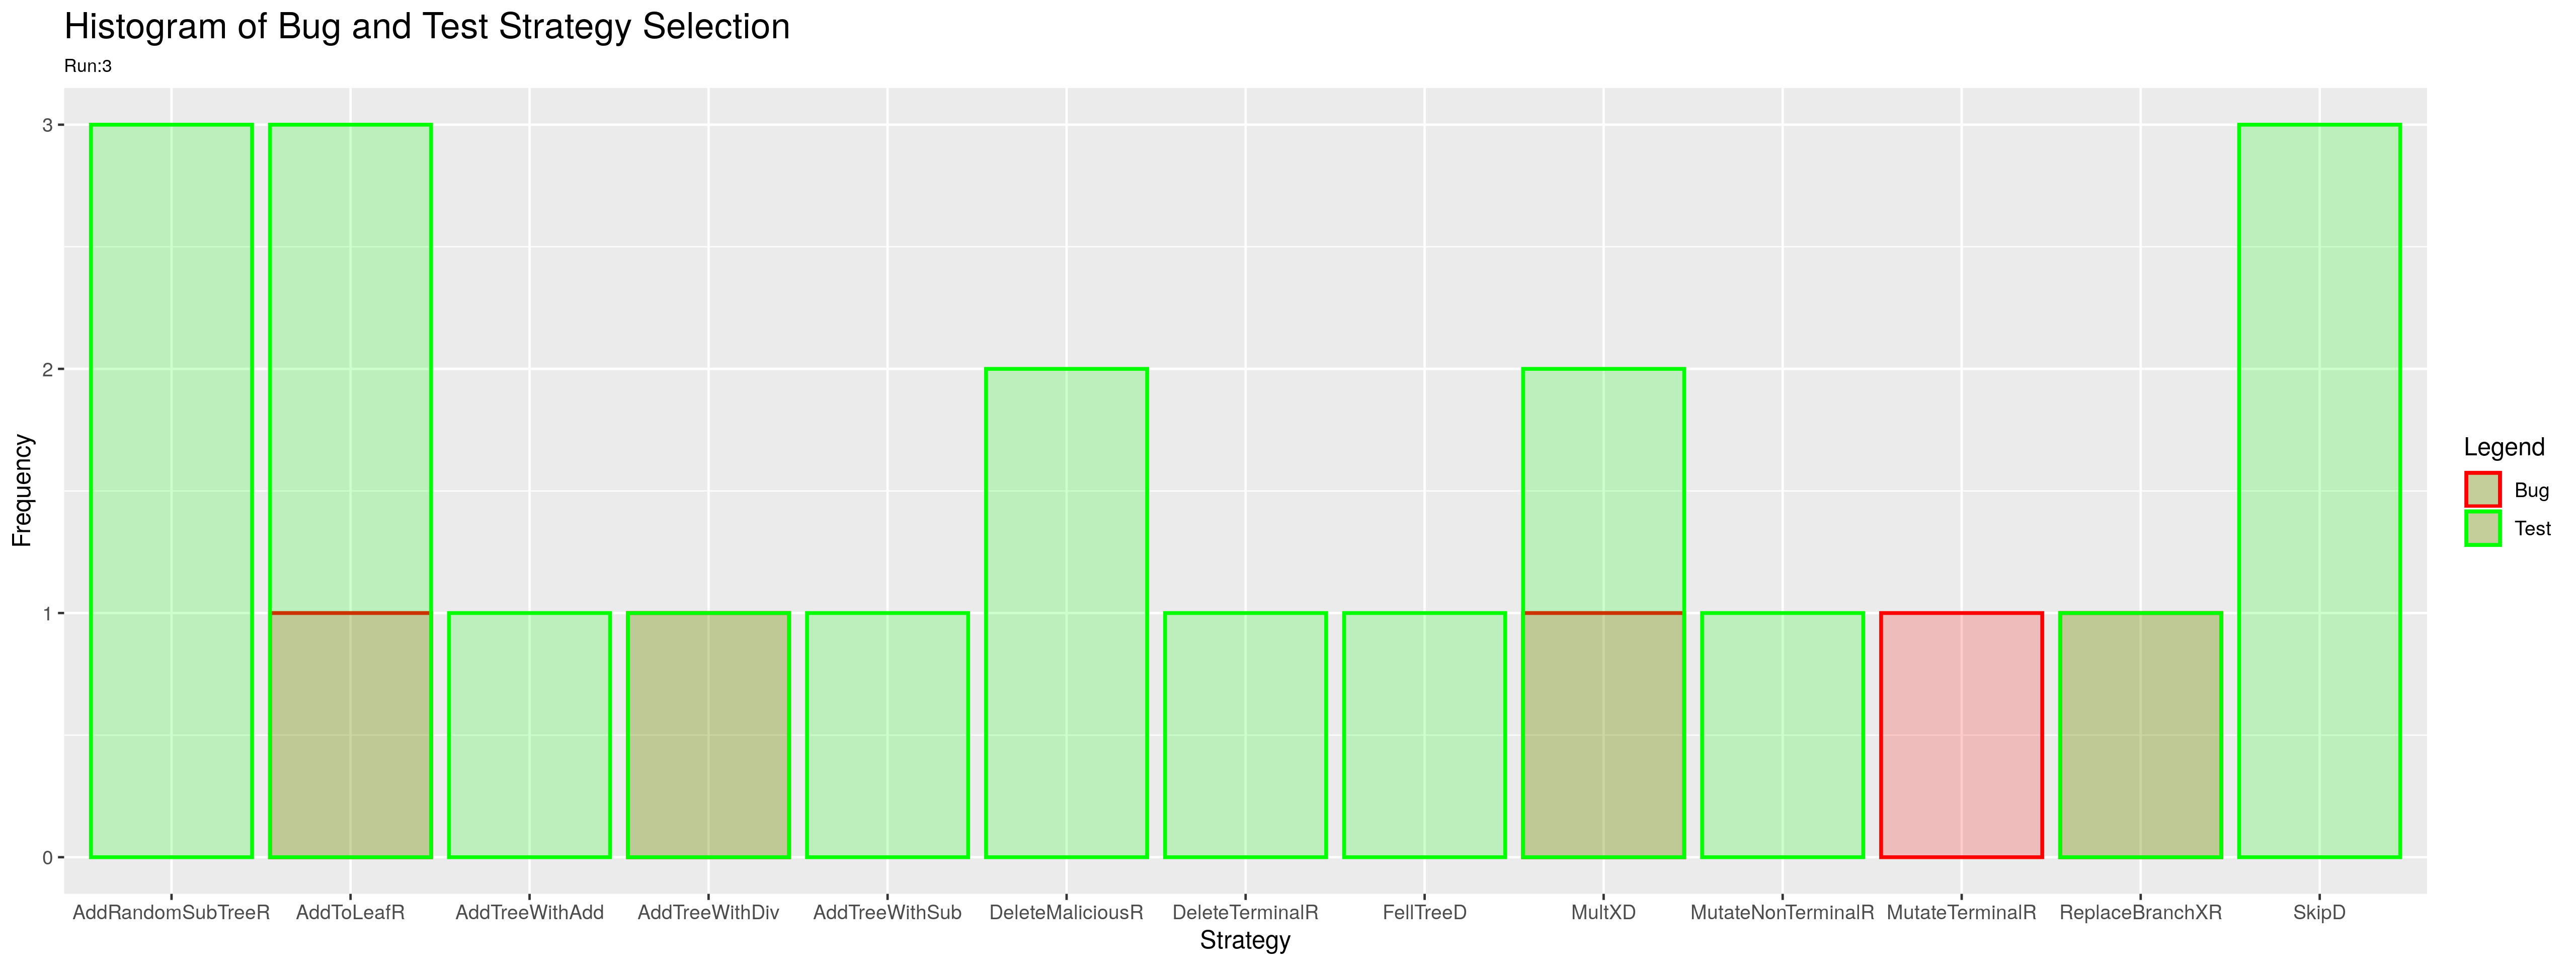 Histogram of Bug and Test Strategy Selection
Run:3
3
2
1
0
Frequency
AddRandomSubTreeR AddToLeafR AddTreeWithAdd AddTreeWithDiv AddTreeWithSub DeleteMaliciousR DeleteTerminalR FellTreeD MultXD MutateNonTerminalR MutateTerminalR ReplaceBranchXR SkipD
Strategy
Legend
Bug
Test